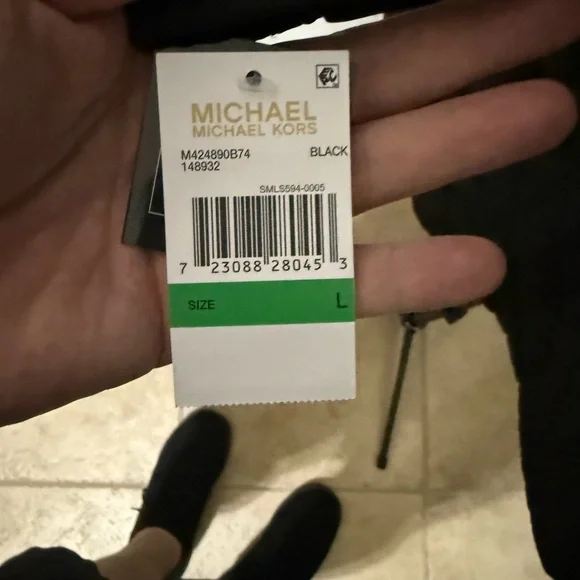 MICHAEL
MICHAEL KORS
M424890B74 BLACK
148932
SMLS594-0005
7 23088 28045 3
SIZE L